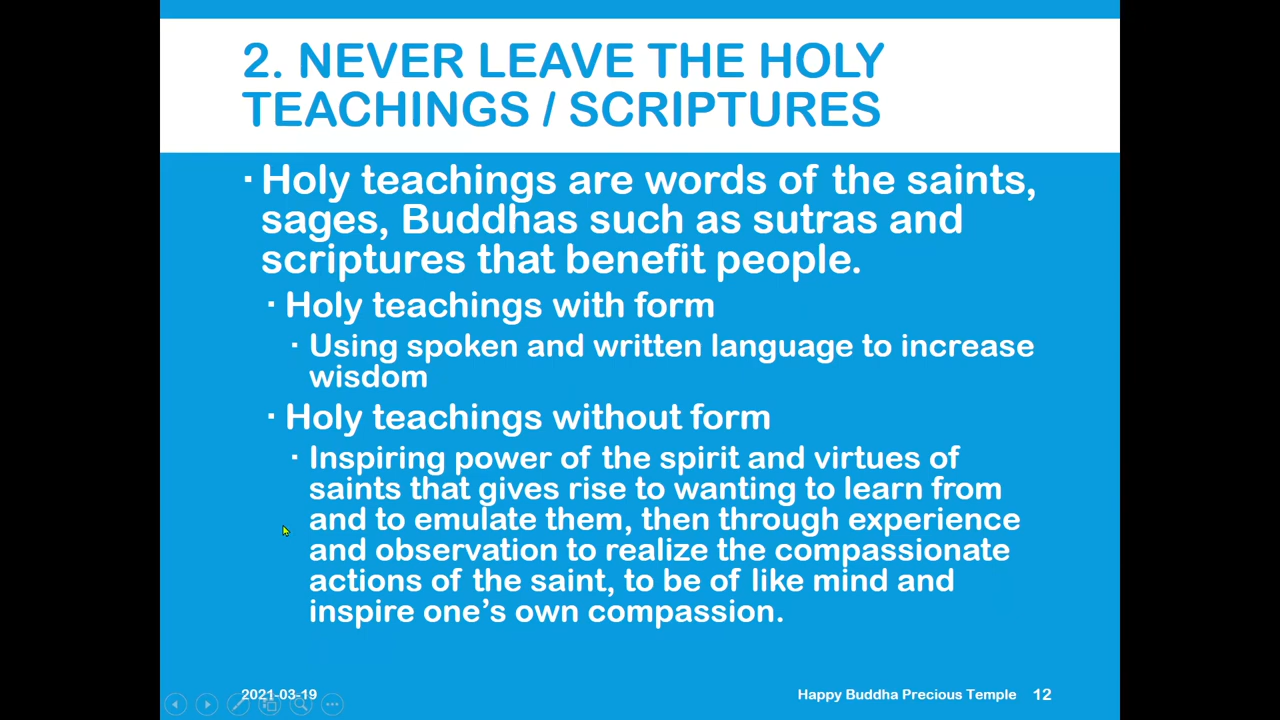 2. NEVER LEAVE THE HOLY
TEACHINGS / SCRIPTURES
▪ Holy teachings are words of the saints,
sages, Buddhas such as sutras and
scriptures that benefit people.
▪ Holy teachings with form
▪ Using spoken and written language to increase
wisdom
▪ Holy teachings without form
▪ Inspiring power of the spirit and virtues of
saints that gives rise to wanting to learn from
and to emulate them, then through experience
and observation to realize the compassionate
actions of the saint, to be of like mind and
inspire one’s own compassion.
2021-03-19
Happy Buddha Precious Temple 12